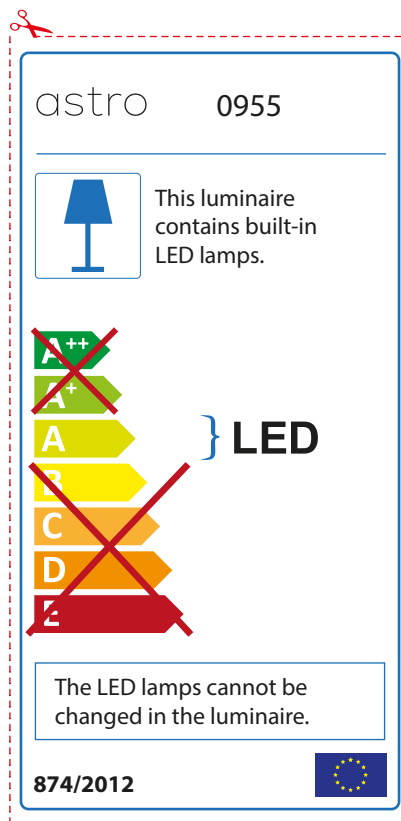 astro 0955
This luminaire
contains built-in
LED lamps.
A++
A+
A
} LED
B
C
D
E
The LED lamps cannot be
changed in the luminaire.
874/2012